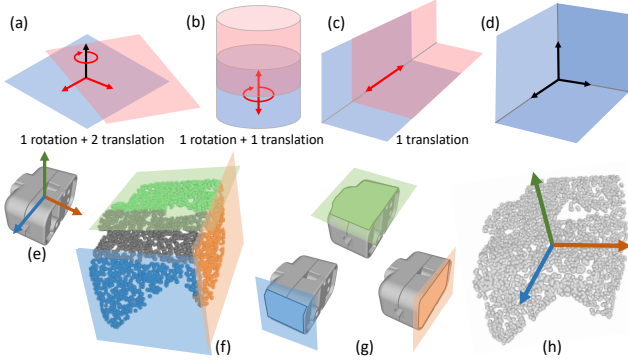 (a)
(b)
(c)
(d)
1 rotation + 2 translation
1 rotation + 1 translation
1 translation
(e)
(f)
(g)
(h)